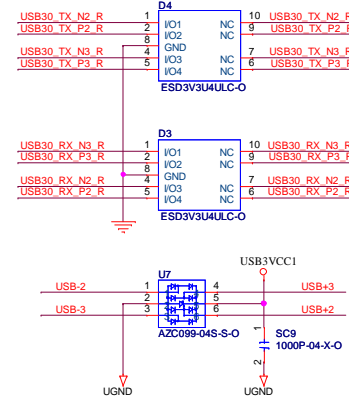 D4
USB30_TX_N2_R 1 I/O1 NC 10 USB30_TX_N2_R
USB30_TX_P2_R 2 I/O2 NC 9 USB30_TX_P2_R
8 GND
USB30_TX_N3_R 4 I/O3 NC 7 USB30_TX_N3_R
USB30_TX_P3_R 5 I/O4 NC 6 USB30_TX_P3_R
ESD3V3U4ULC-O
D3
USB30_RX_N3_R 1 I/O1 NC 10 USB30_RX_N3_R
USB30_RX_P3_R 2 I/O2 NC 9 USB30_RX_P3_R
8 GND
USB30_RX_N2_R 4 I/O3 NC 7 USB30_RX_N2_R
USB30_RX_P2_R 5 I/O4 NC 6 USB30_RX_P2_R
ESD3V3U4ULC-O
USB3VCC1
U7
USB-2 1 4 USB+3
2 5
USB-3 3 6 USB+2
AZC099-04S-S-O
1
SC9
1000P-04-X-O
2
UGND UGND